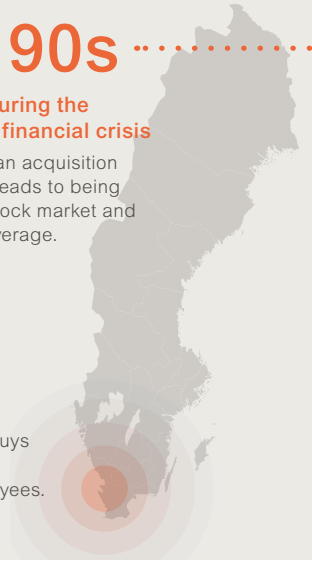 90s
uring the
financial crisis
an acquisition
eads to being
ock market and
verage.
uys
yees.